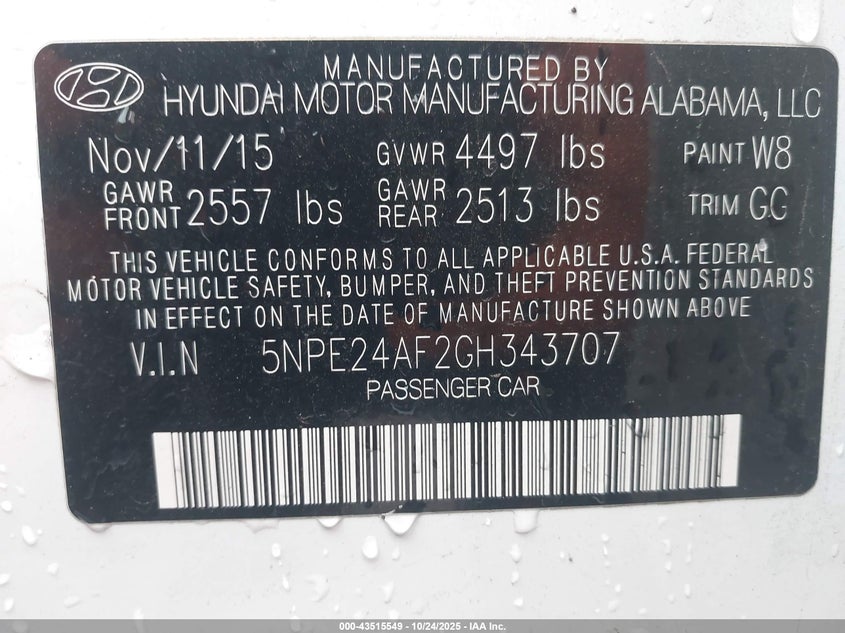 MANUFACTURED BY
HYUNDAI MOTOR MANUFACTURING ALABAMA, LLC
Nov/11/15 GVWR 4497 lbs PAINT W8
GAWR FRONT 2557 lbs GAWR REAR 2513 lbs TRIM GG
THIS VEHICLE CONFORMS TO ALL APPLICABLE U.S.A. FEDERAL
MOTOR VEHICLE SAFETY, BUMPER, AND THEFT PREVENTION STANDARDS
IN EFFECT ON THE DATE OF MANUFACTURE SHOWN ABOVE
V.I.N 5NPE24AF2GH343707
PASSENGER CAR
000-43515549 - 10/24/2025 - IAA Inc.